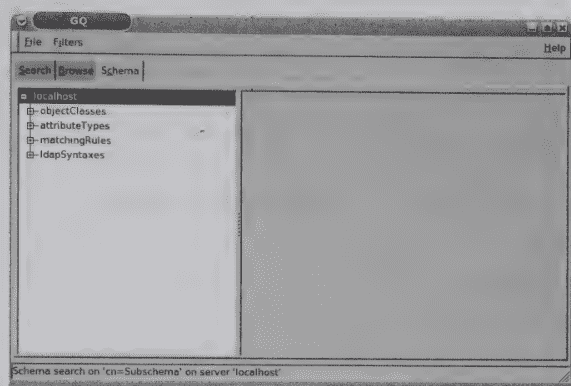 GQ
File Filters
Help
Search Browse Schema
localhost
objectClasses
attributeTypes
matchingRules
ldapSyntaxes
Schema search on 'cn=Subschema' on server 'localhost'